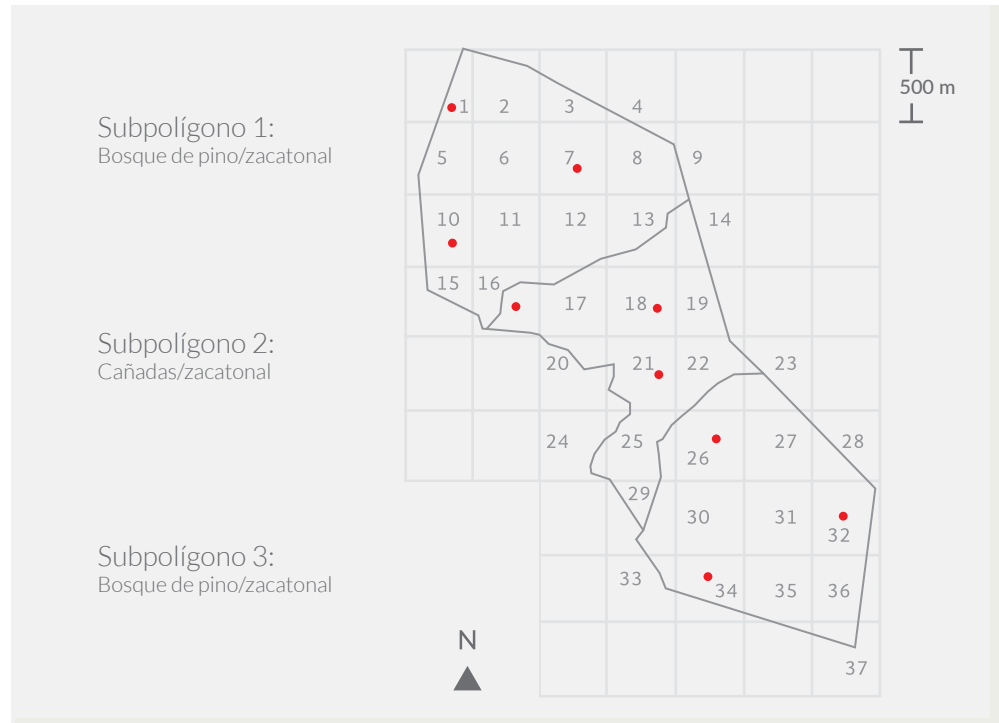 500 m
1 2 3 4
Subpolígono 1:
Bosque de pino/zacatonal
5 6 7 8 9
10 11 12 13 14
15 16 17 18 19
Subpolígono 2:
Cañadas/zacatonal
20 21 22 23
24 25 26 27 28
29 30 31 32
Subpolígono 3:
Bosque de pino/zacatonal
33 34 35 36
N
37